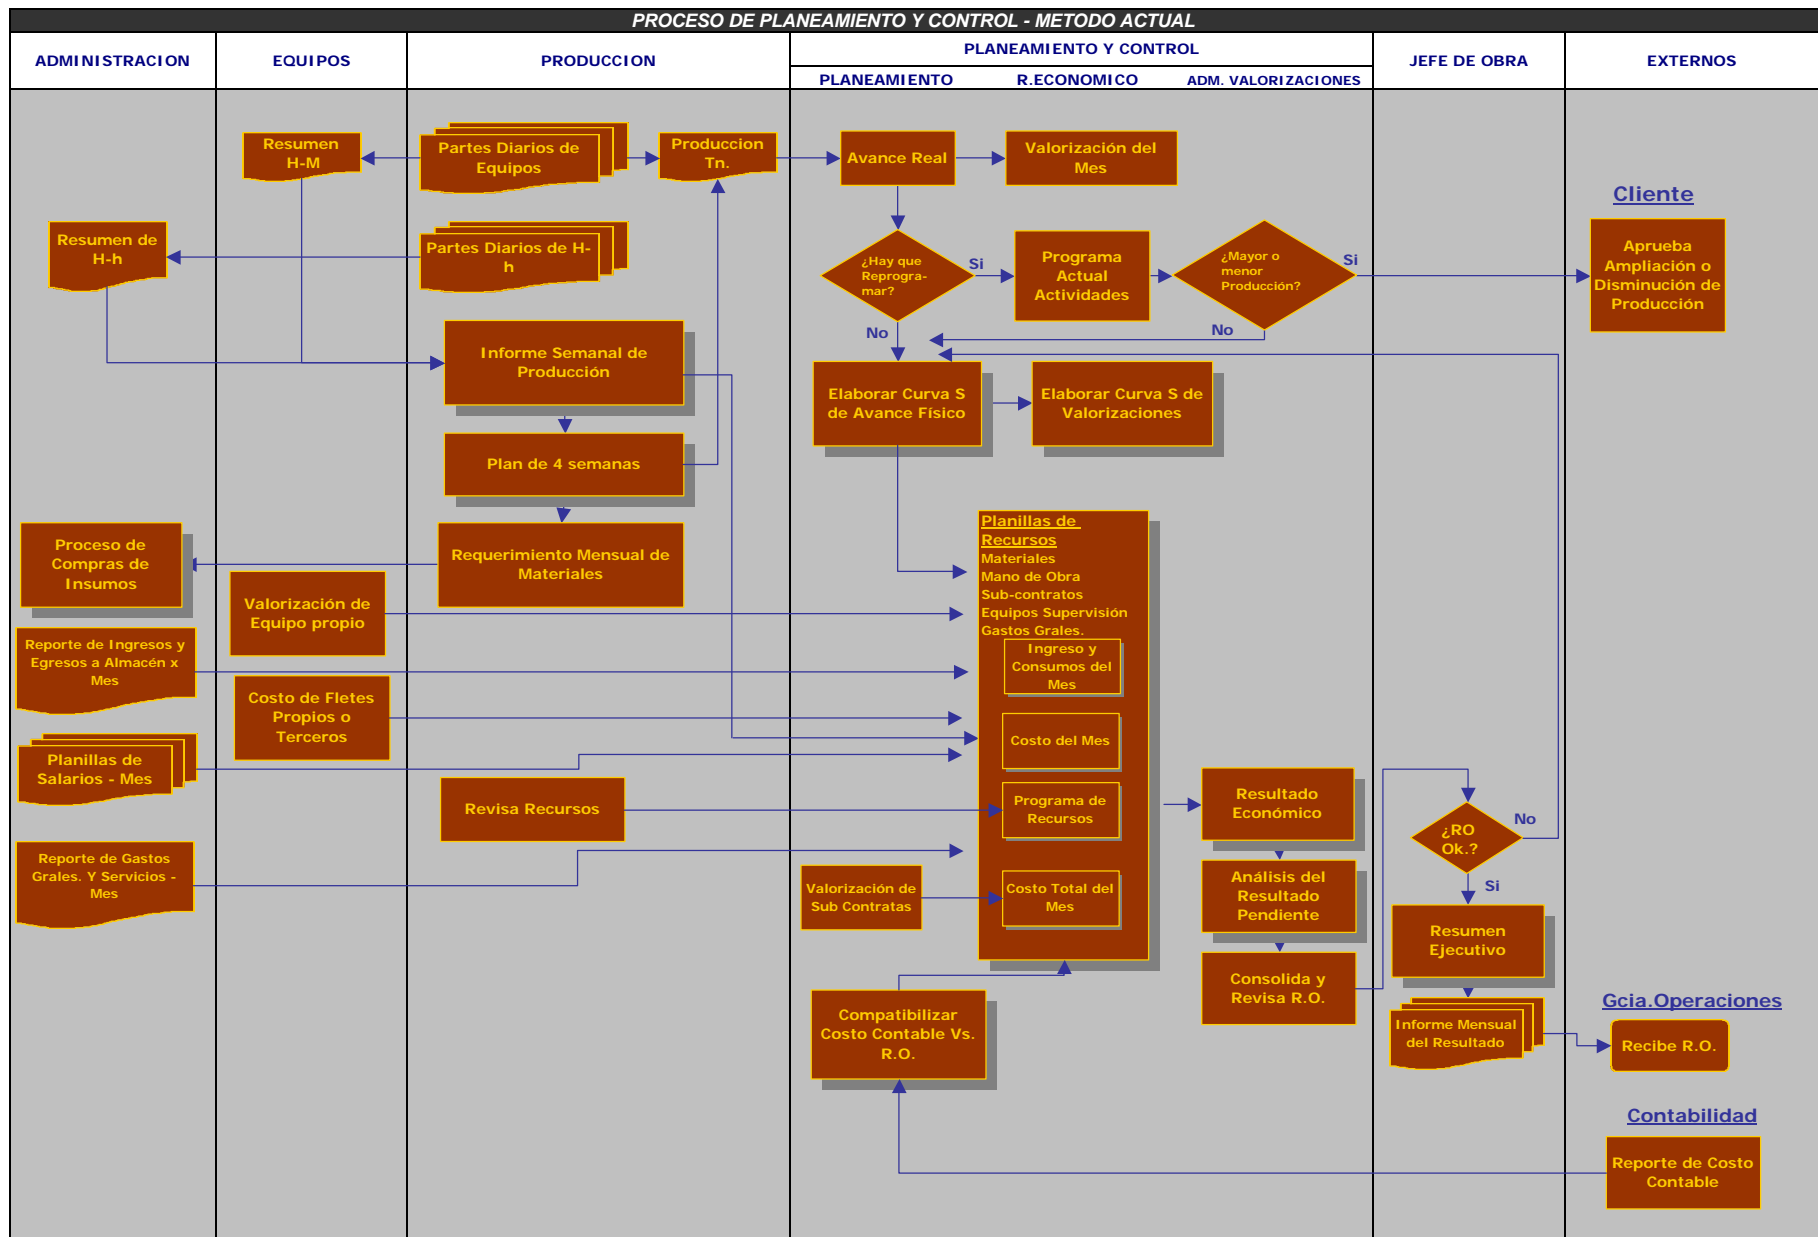 PROCESO DE PLANEAMIENTO Y CONTROL - METODO ACTUAL
ADMINISTRACION
EQUIPOS
PRODUCCION
PLANEAMIENTO Y CONTROL
PLANEAMIENTO
R.ECONOMICO
ADM. VALORIZACIONES
JEFE DE OBRA
EXTERNOS
Resumen
H-M
Partes Diarios de
Equipos
Produccion
Tn.
Avance Real
Valorización del
Mes
Cliente
Resumen de
H-h
Partes Diarios de H-
h
¿Hay que
Reprogra-
mar?
Si
Programa
Actual
Actividades
¿Mayor o
menor
Producción?
Si
Aprueba
Ampliación o
Disminución de
Producción
No
No
Informe Semanal de
Producción
Elaborar Curva S
de Avance Físico
Elaborar Curva S de
Valorizaciones
Plan de 4 semanas
Proceso de
Compras de
Insumos
Requerimiento Mensual de
Materiales
Planillas de
Recursos
Materiales
Mano de Obra
Sub-contratos
Equipos Supervisión
Gastos Grales.
Ingreso y
Consumos del
Mes
Valorización de
Equipo propio
Reporte de Ingresos y
Egresos a Almacén x
Mes
Costo de Fletes
Propios o
Terceros
Costo del Mes
Planillas de
Salarios - Mes
Revisa Recursos
Programa de
Recursos
Resultado
Económico
¿RO
Ok.?
No
Si
Reporte de Gastos
Grales. Y Servicios -
Mes
Valorización de
Sub Contratas
Costo Total del
Mes
Análisis del
Resultado
Pendiente
Resumen
Ejecutivo
Consolida y
Revisa R.O.
Compatibilizar
Costo Contable Vs.
R.O.
Informe Mensual
del Resultado
Gcia.Operaciones
Recibe R.O.
Contabilidad
Reporte de Costo
Contable